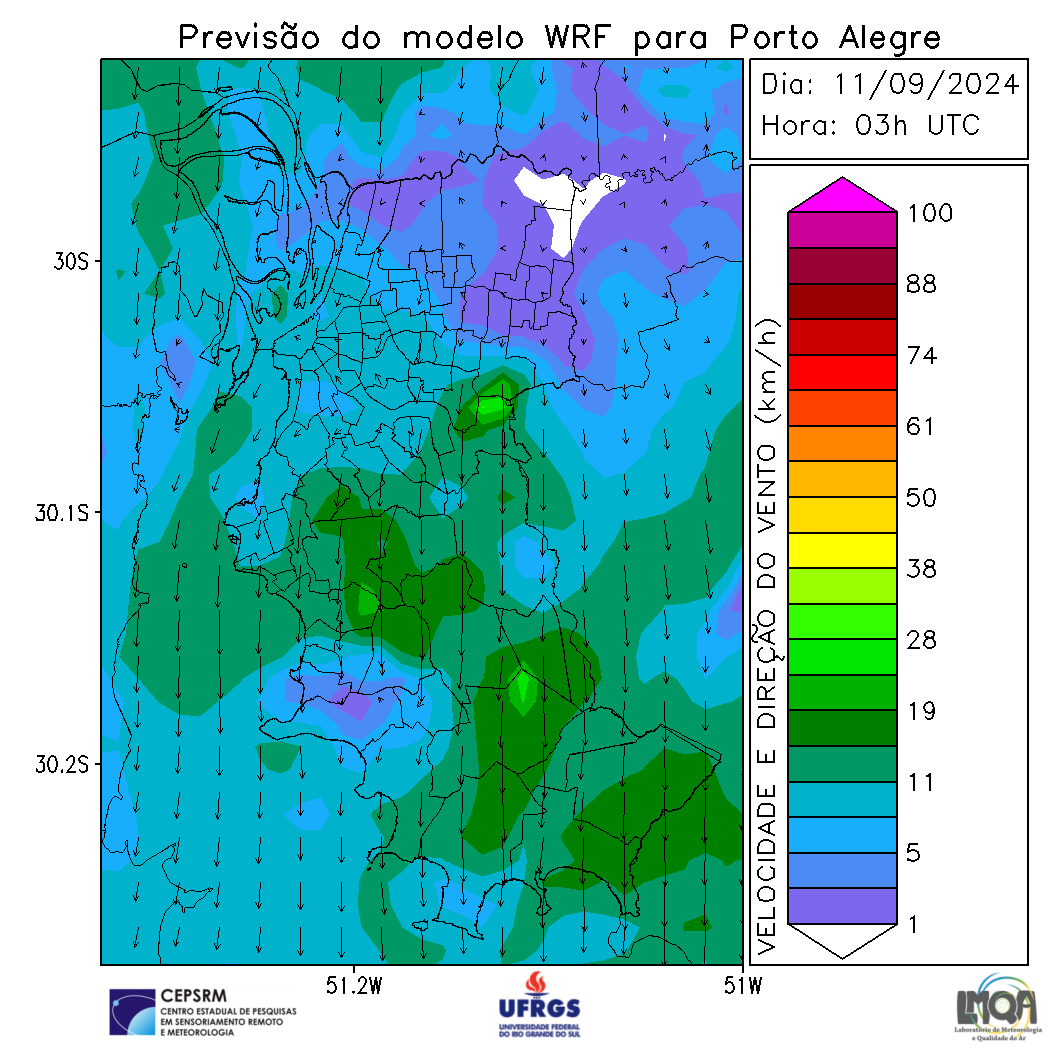 Previsão do modelo WRF para Porto Alegre
Dia: 11/09/2024
Hora: 03h UTC
30S
30.1S
30.2S
51.2W
51W
VELOCIDADE E DIREÇÃO DO VENTO (km/h)
100
88
74
61
50
38
28
19
11
5
1
CEPSRM
CENTRO ESTADUAL DE PESQUISAS
EM SENSORIAMENTO REMOTO
E METEOROLOGIA
UFRGS
UNIVERSIDADE FEDERAL
DO RIO GRANDE DO SUL
LMQA
Laboratório de Meteorologia
e Qualidade do Ar